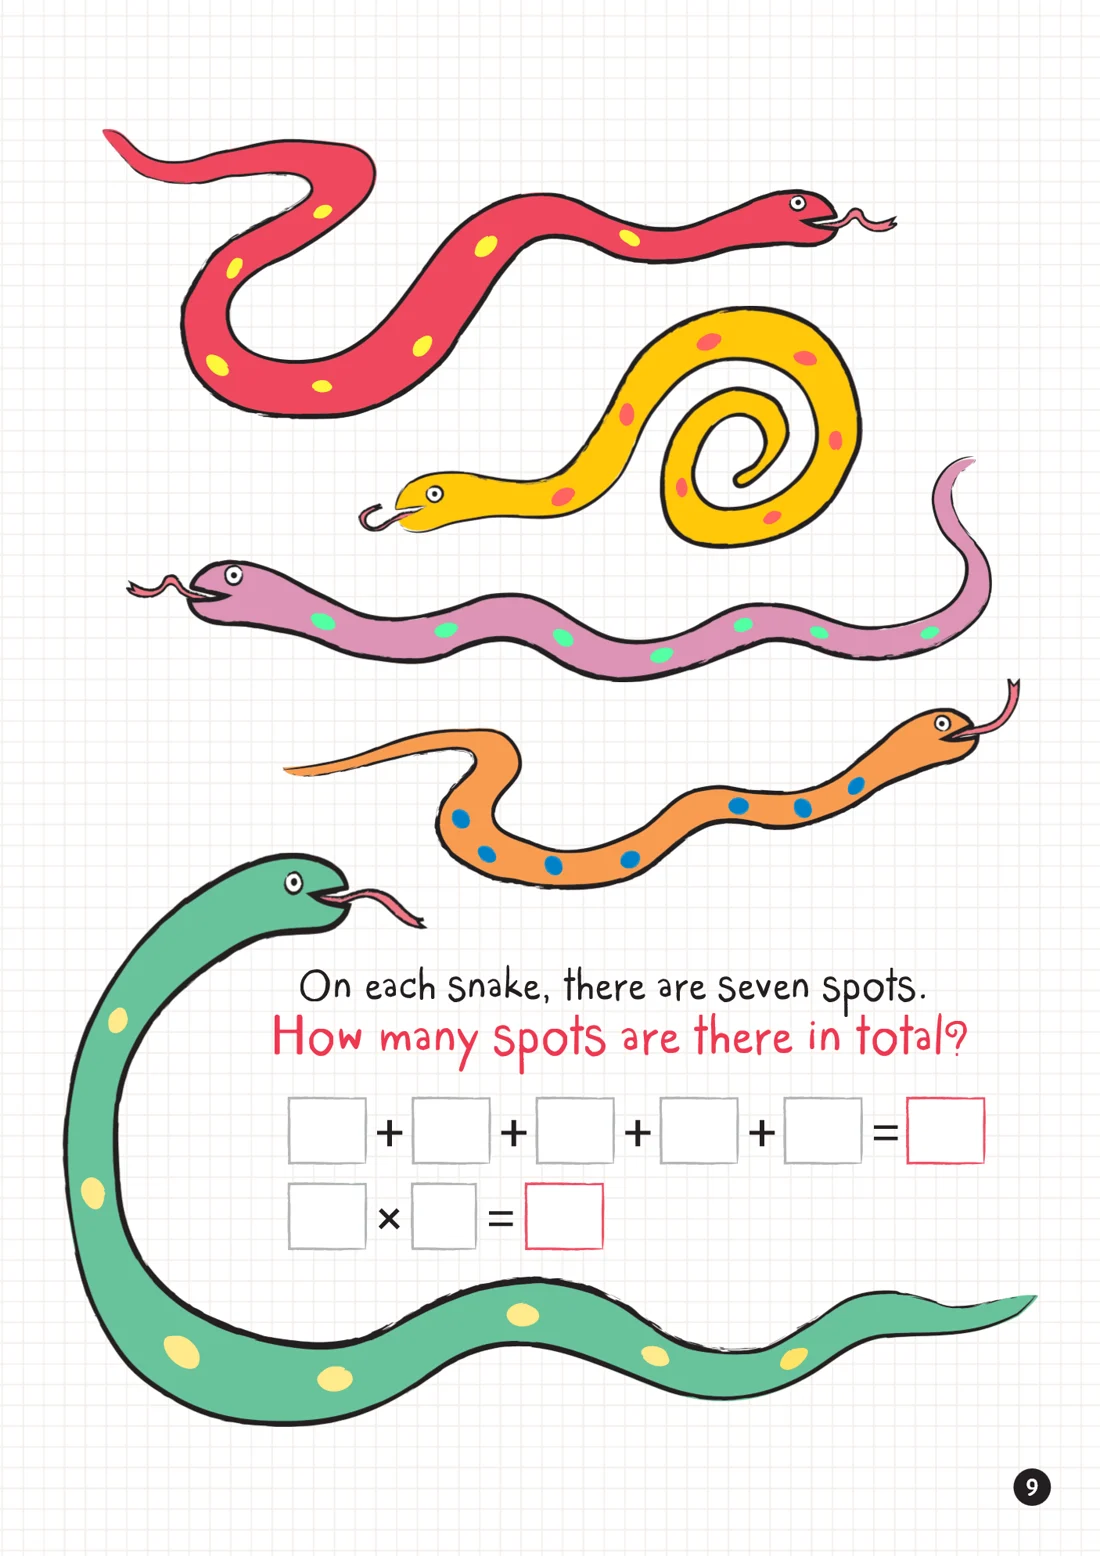 On each snake, there are seven spots.
How many spots are there in total?
+ + + + =
× =
9